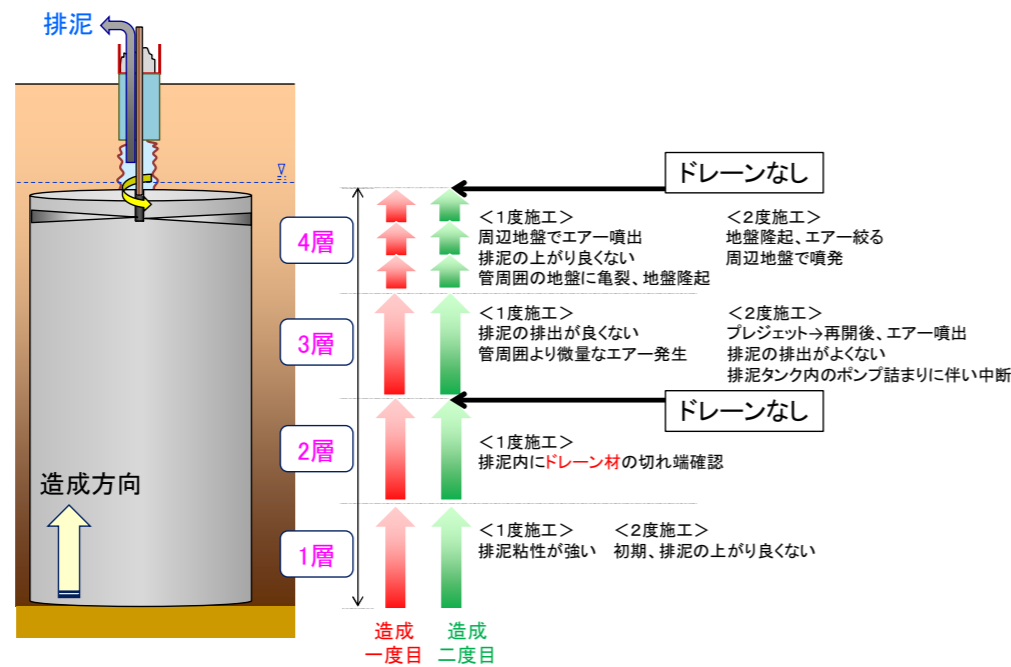 排泥
ドレーンなし
4層
＜1度施工＞
周辺地盤でエアー噴出
排泥の上がり良くない
管周囲の地盤に亀裂、地盤隆起
＜2度施工＞
地盤隆起、エアー絞る
周辺地盤で噴発
3層
＜1度施工＞
排泥の排出が良くない
管周囲より微量なエアー発生
＜2度施工＞
プレジェット→再開後、エアー噴出
排泥の排出がよくない
排泥タンク内のポンプ詰まりに伴い中断
ドレーンなし
2層
＜1度施工＞
排泥内にドレーン材の切れ端確認
造成方向
1層
＜1度施工＞
排泥粘性が強い
＜2度施工＞
初期、排泥の上がり良くない
造成
一度目
造成
二度目